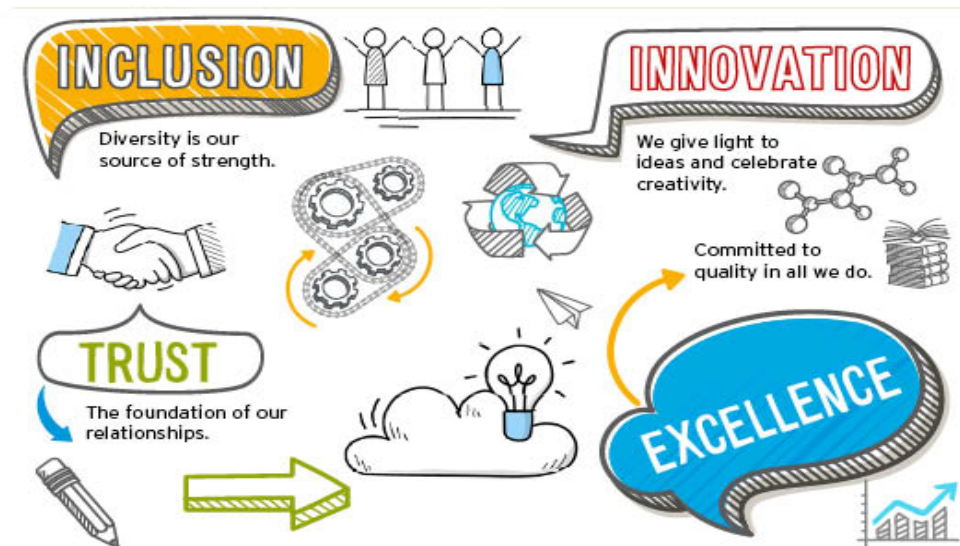 INCLUSION
Diversity is our
source of strength.
INNOVATION
We give light to
ideas and celebrate
creativity.
Committed to
quality in all we do.
EXCELLENCE
TRUST
The foundation of our
relationships.